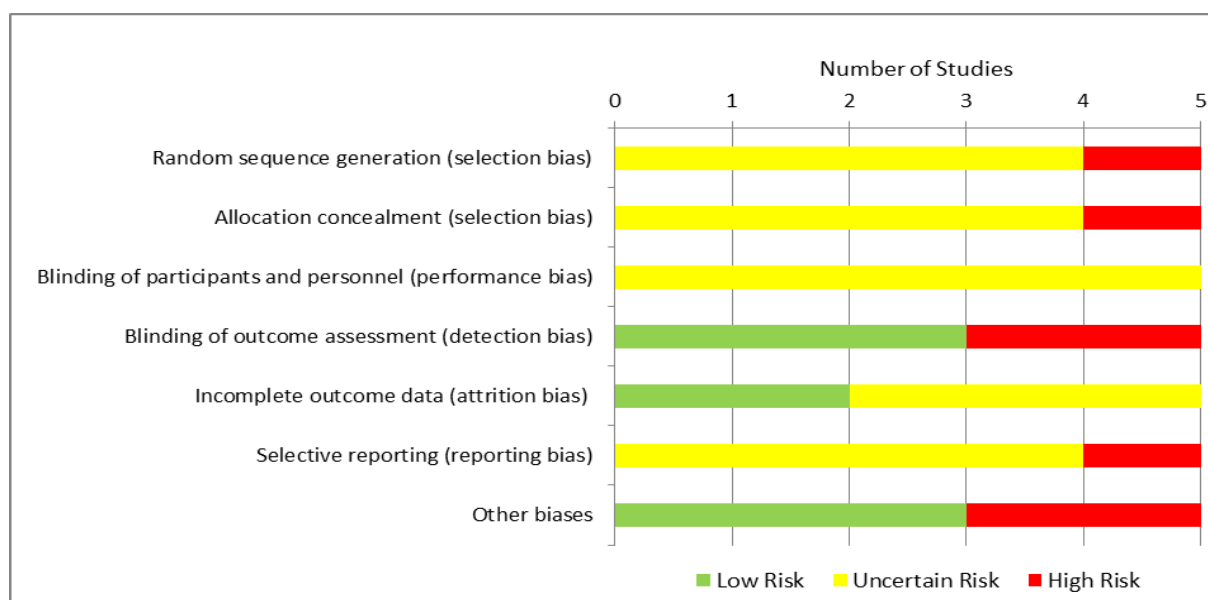 Number of Studies
0 1 2 3 4 5
Random sequence generation (selection bias)
Allocation concealment (selection bias)
Blinding of participants and personnel (performance bias)
Blinding of outcome assessment (detection bias)
Incomplete outcome data (attrition bias)
Selective reporting (reporting bias)
Other biases
Low Risk Uncertain Risk High Risk